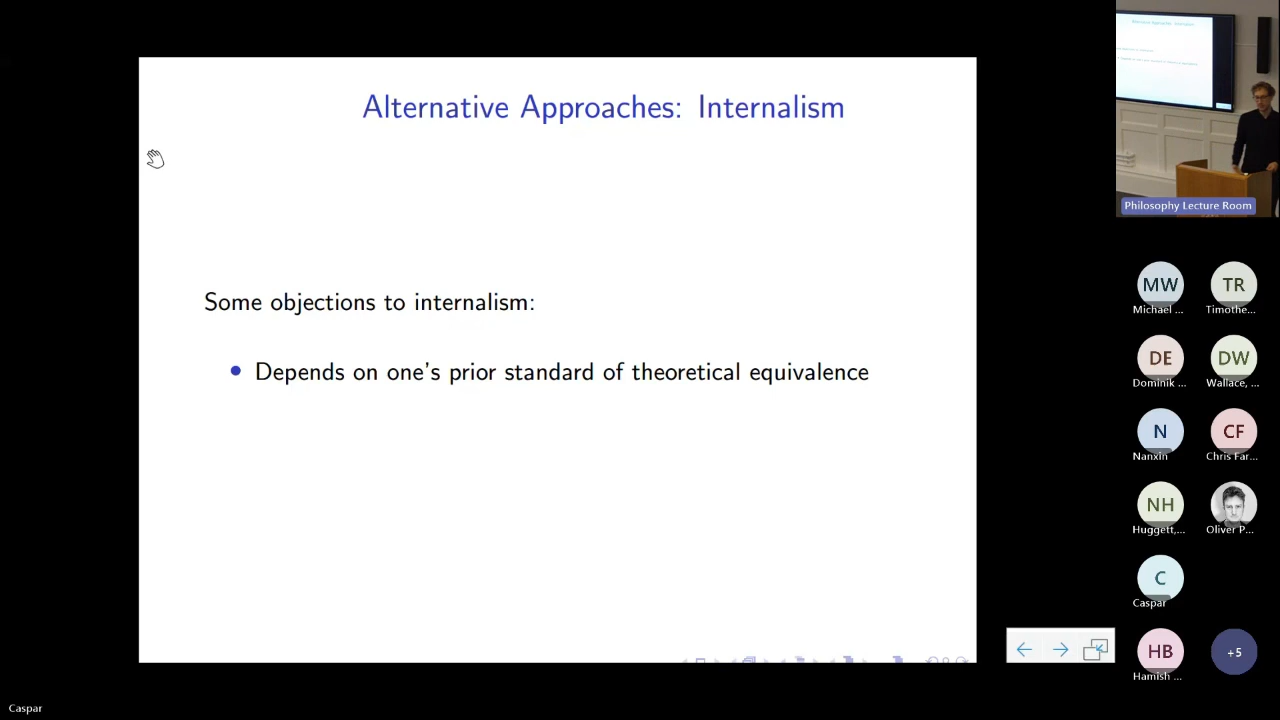 Alternative Approaches: Internalism
Some objections to internalism:
Depends on one's prior standard of theoretical equivalence
Philosophy Lecture Room
MW
Michael ...
TR
Timothe...
DE
Dominik ...
DW
Wallace, ...
N
Nanxin
CF
Chris Far...
NH
Huggett,...
Oliver P...
C
Caspar
HB
Hamish ...
+5
Caspar